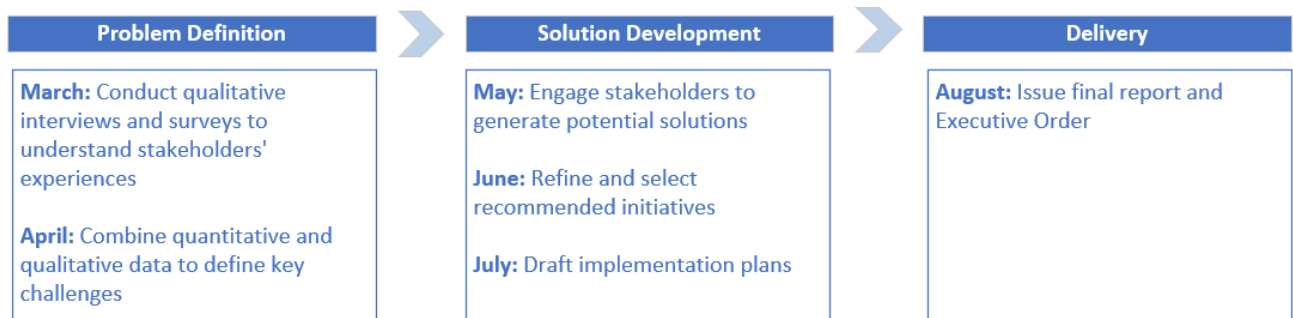 Problem Definition
March: Conduct qualitative
interviews and surveys to
understand stakeholders'
experiences
April: Combine quantitative and
qualitative data to define key
challenges
Solution Development
May: Engage stakeholders to
generate potential solutions
June: Refine and select
recommended initiatives
July: Draft implementation plans
Delivery
August: Issue final report and
Executive Order